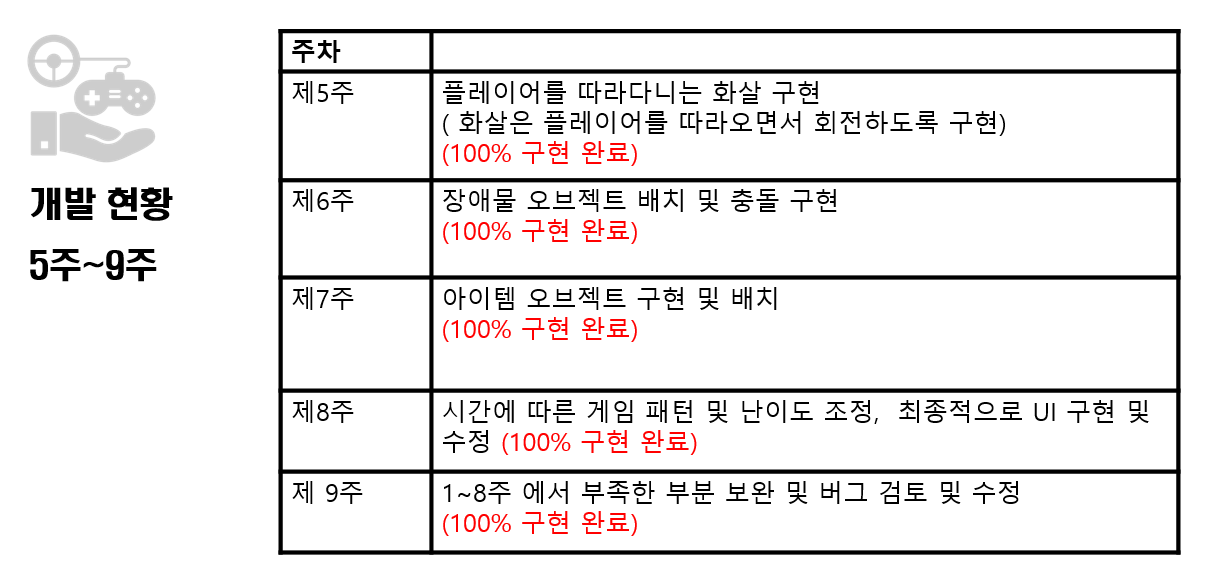 개발 현황
5주~9주
주차
제5주
플레이어를 따라다니는 화살 구현
( 화살은 플레이어를 따라오면서 회전하도록 구현)
(100% 구현 완료)
제6주
장애물 오브젝트 배치 및 충돌 구현
(100% 구현 완료)
제7주
아이템 오브젝트 구현 및 배치
(100% 구현 완료)
제8주
시간에 따른 게임 패턴 및 난이도 조정,  최종적으로 UI 구현 및
수정 (100% 구현 완료)
제 9주
1~8주 에서 부족한 부분 보완 및 버그 검토 및 수정
(100% 구현 완료)